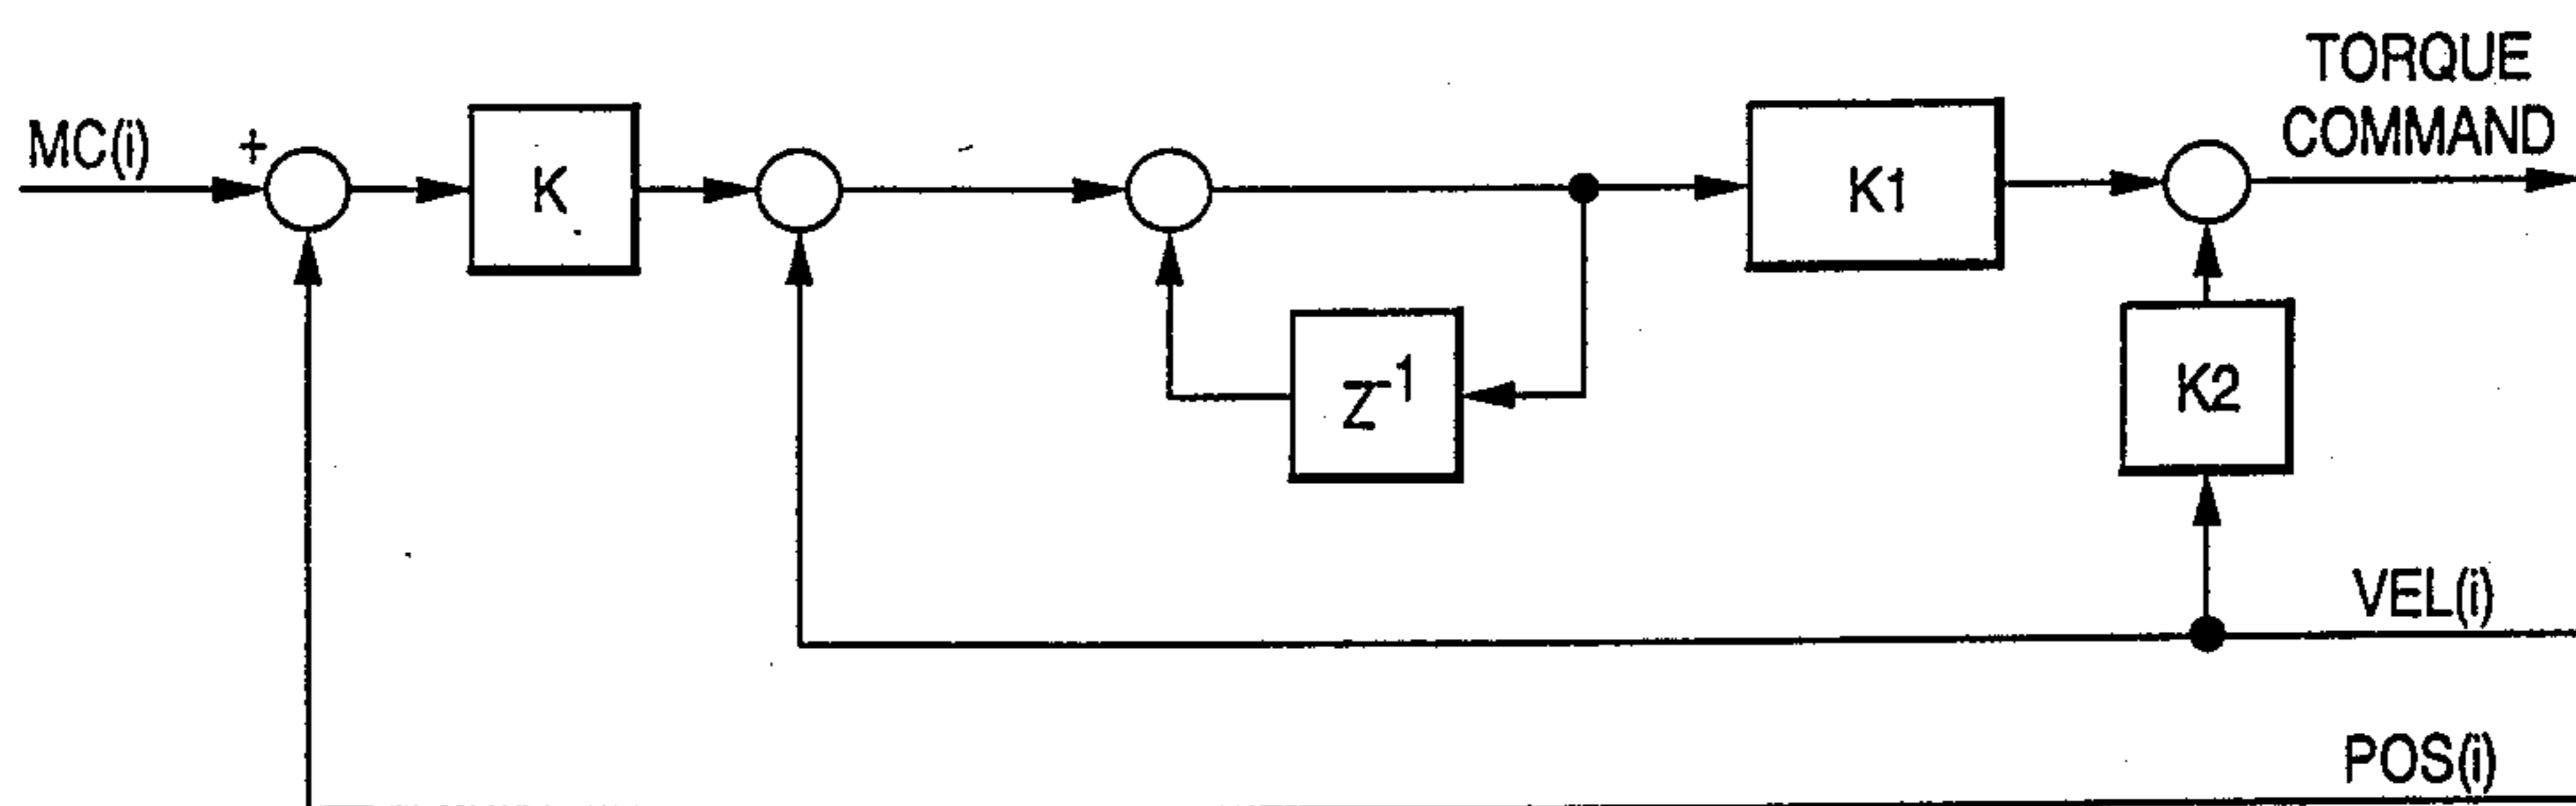 TORQUE
COMMAND
MC(i)
+
K
K1
Z-1
K2
VEL(i)
POS(i)